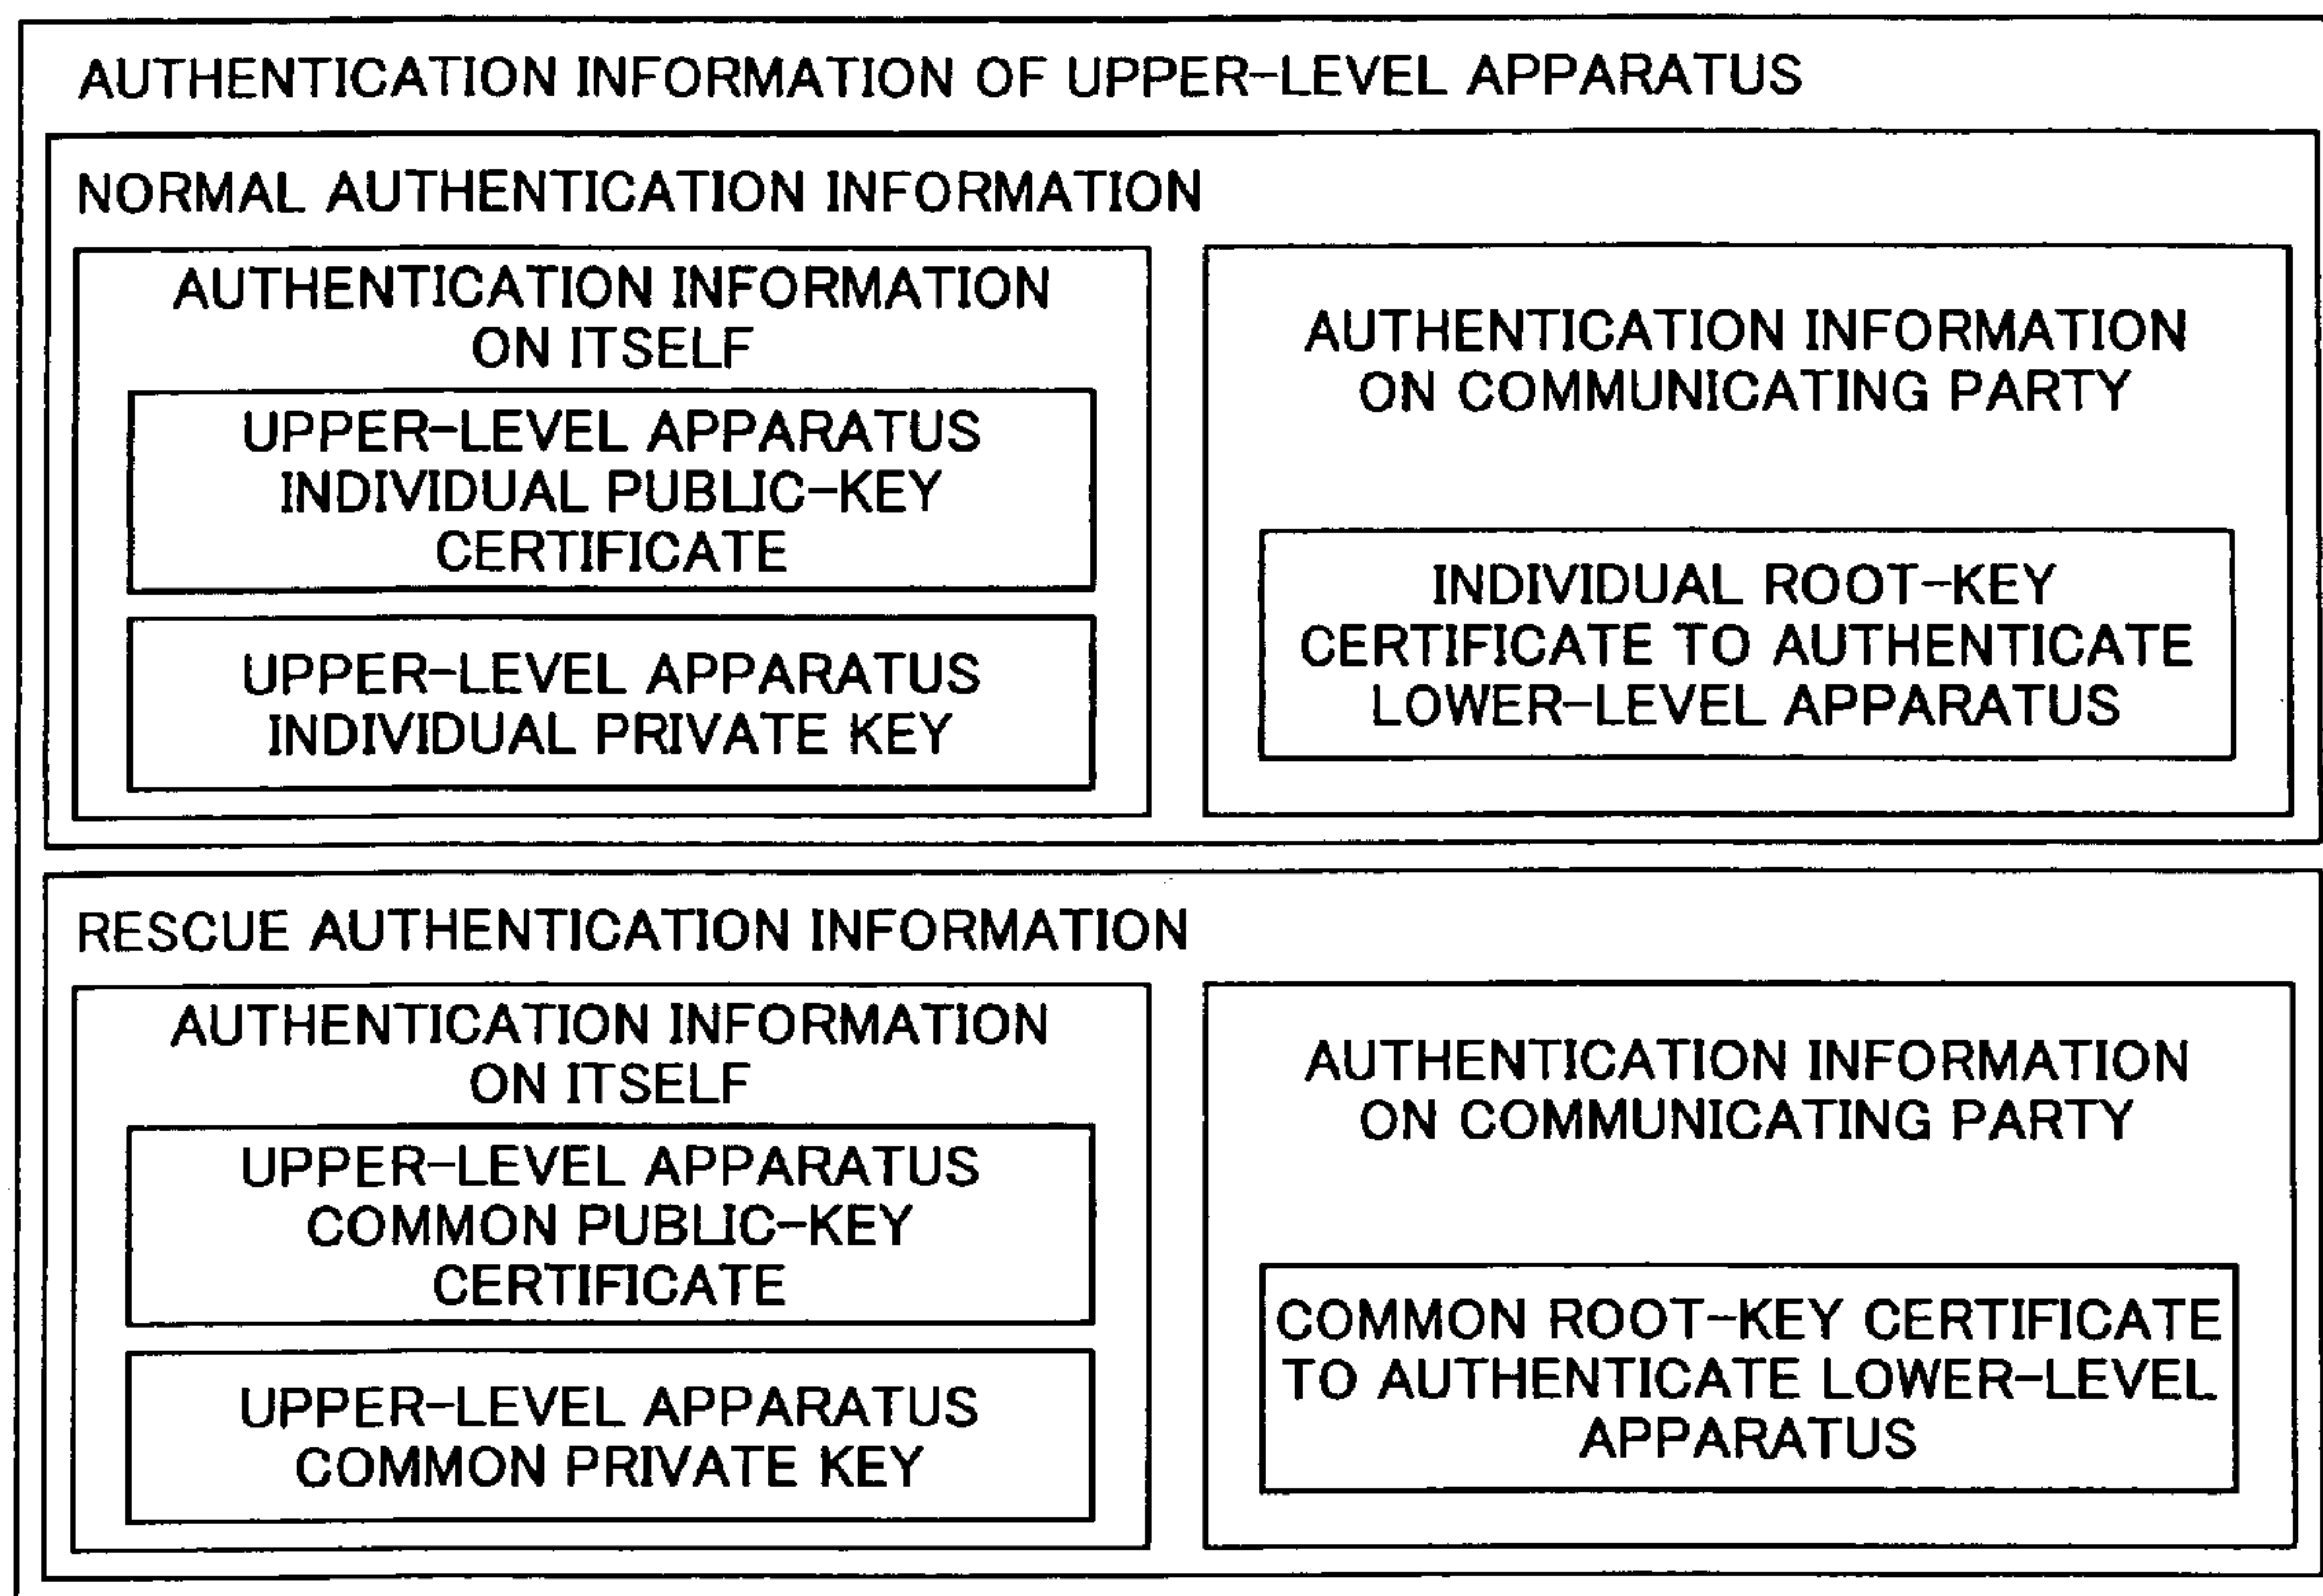 AUTHENTICATION INFORMATION OF UPPER-LEVEL APPARATUS
NORMAL AUTHENTICATION INFORMATION
AUTHENTICATION INFORMATION
ON ITSELF
UPPER-LEVEL APPARATUS
INDIVIDUAL PUBLIC-KEY
CERTIFICATE
UPPER-LEVEL APPARATUS
INDIVIDUAL PRIVATE KEY
AUTHENTICATION INFORMATION
ON COMMUNICATING PARTY
INDIVIDUAL ROOT-KEY
CERTIFICATE TO AUTHENTICATE
LOWER-LEVEL APPARATUS
RESCUE AUTHENTICATION INFORMATION
AUTHENTICATION INFORMATION
ON ITSELF
UPPER-LEVEL APPARATUS
COMMON PUBLIC-KEY
CERTIFICATE
UPPER-LEVEL APPARATUS
COMMON PRIVATE KEY
AUTHENTICATION INFORMATION
ON COMMUNICATING PARTY
COMMON ROOT-KEY CERTIFICATE
TO AUTHENTICATE LOWER-LEVEL
APPARATUS